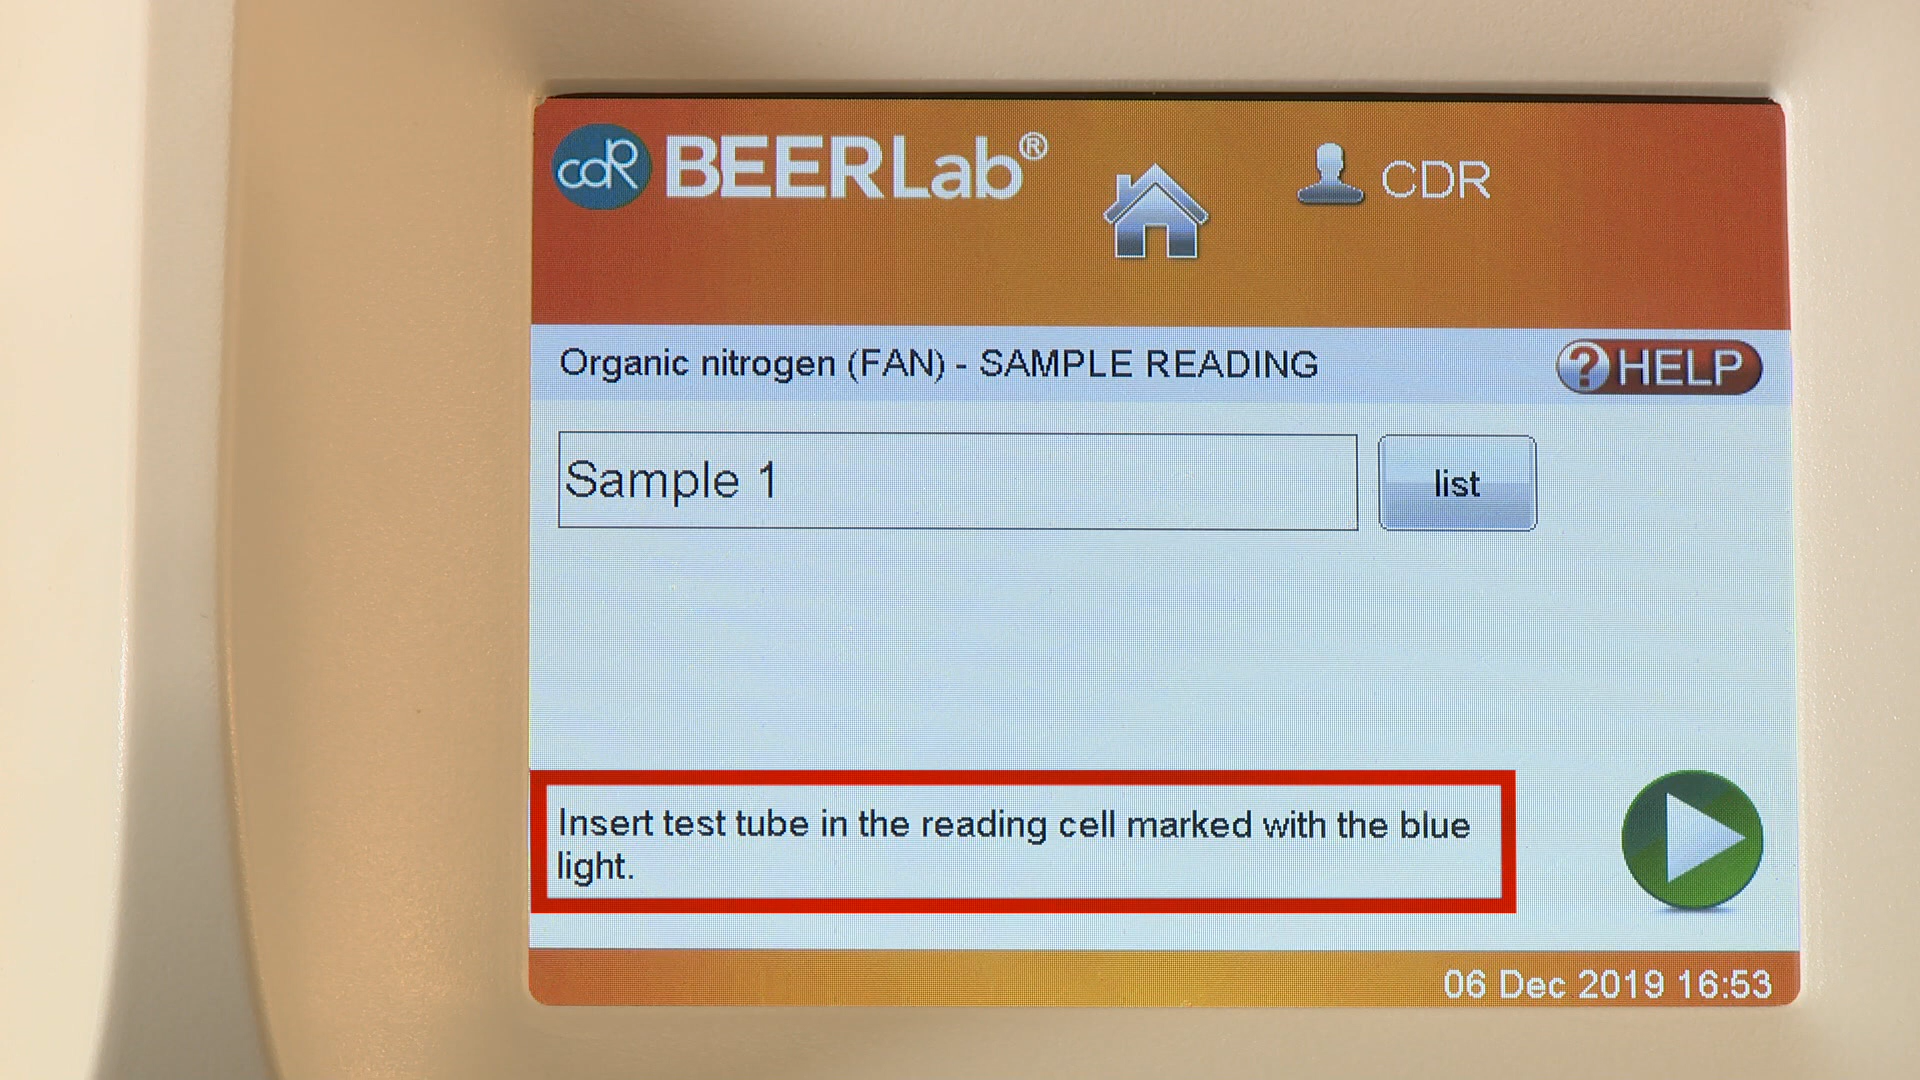 cdR BEERLab®
CDR
Organic nitrogen (FAN) - SAMPLE READING
? HELP
Sample 1
list
Insert test tube in the reading cell marked with the blue
light.
06 Dec 2019 16:53